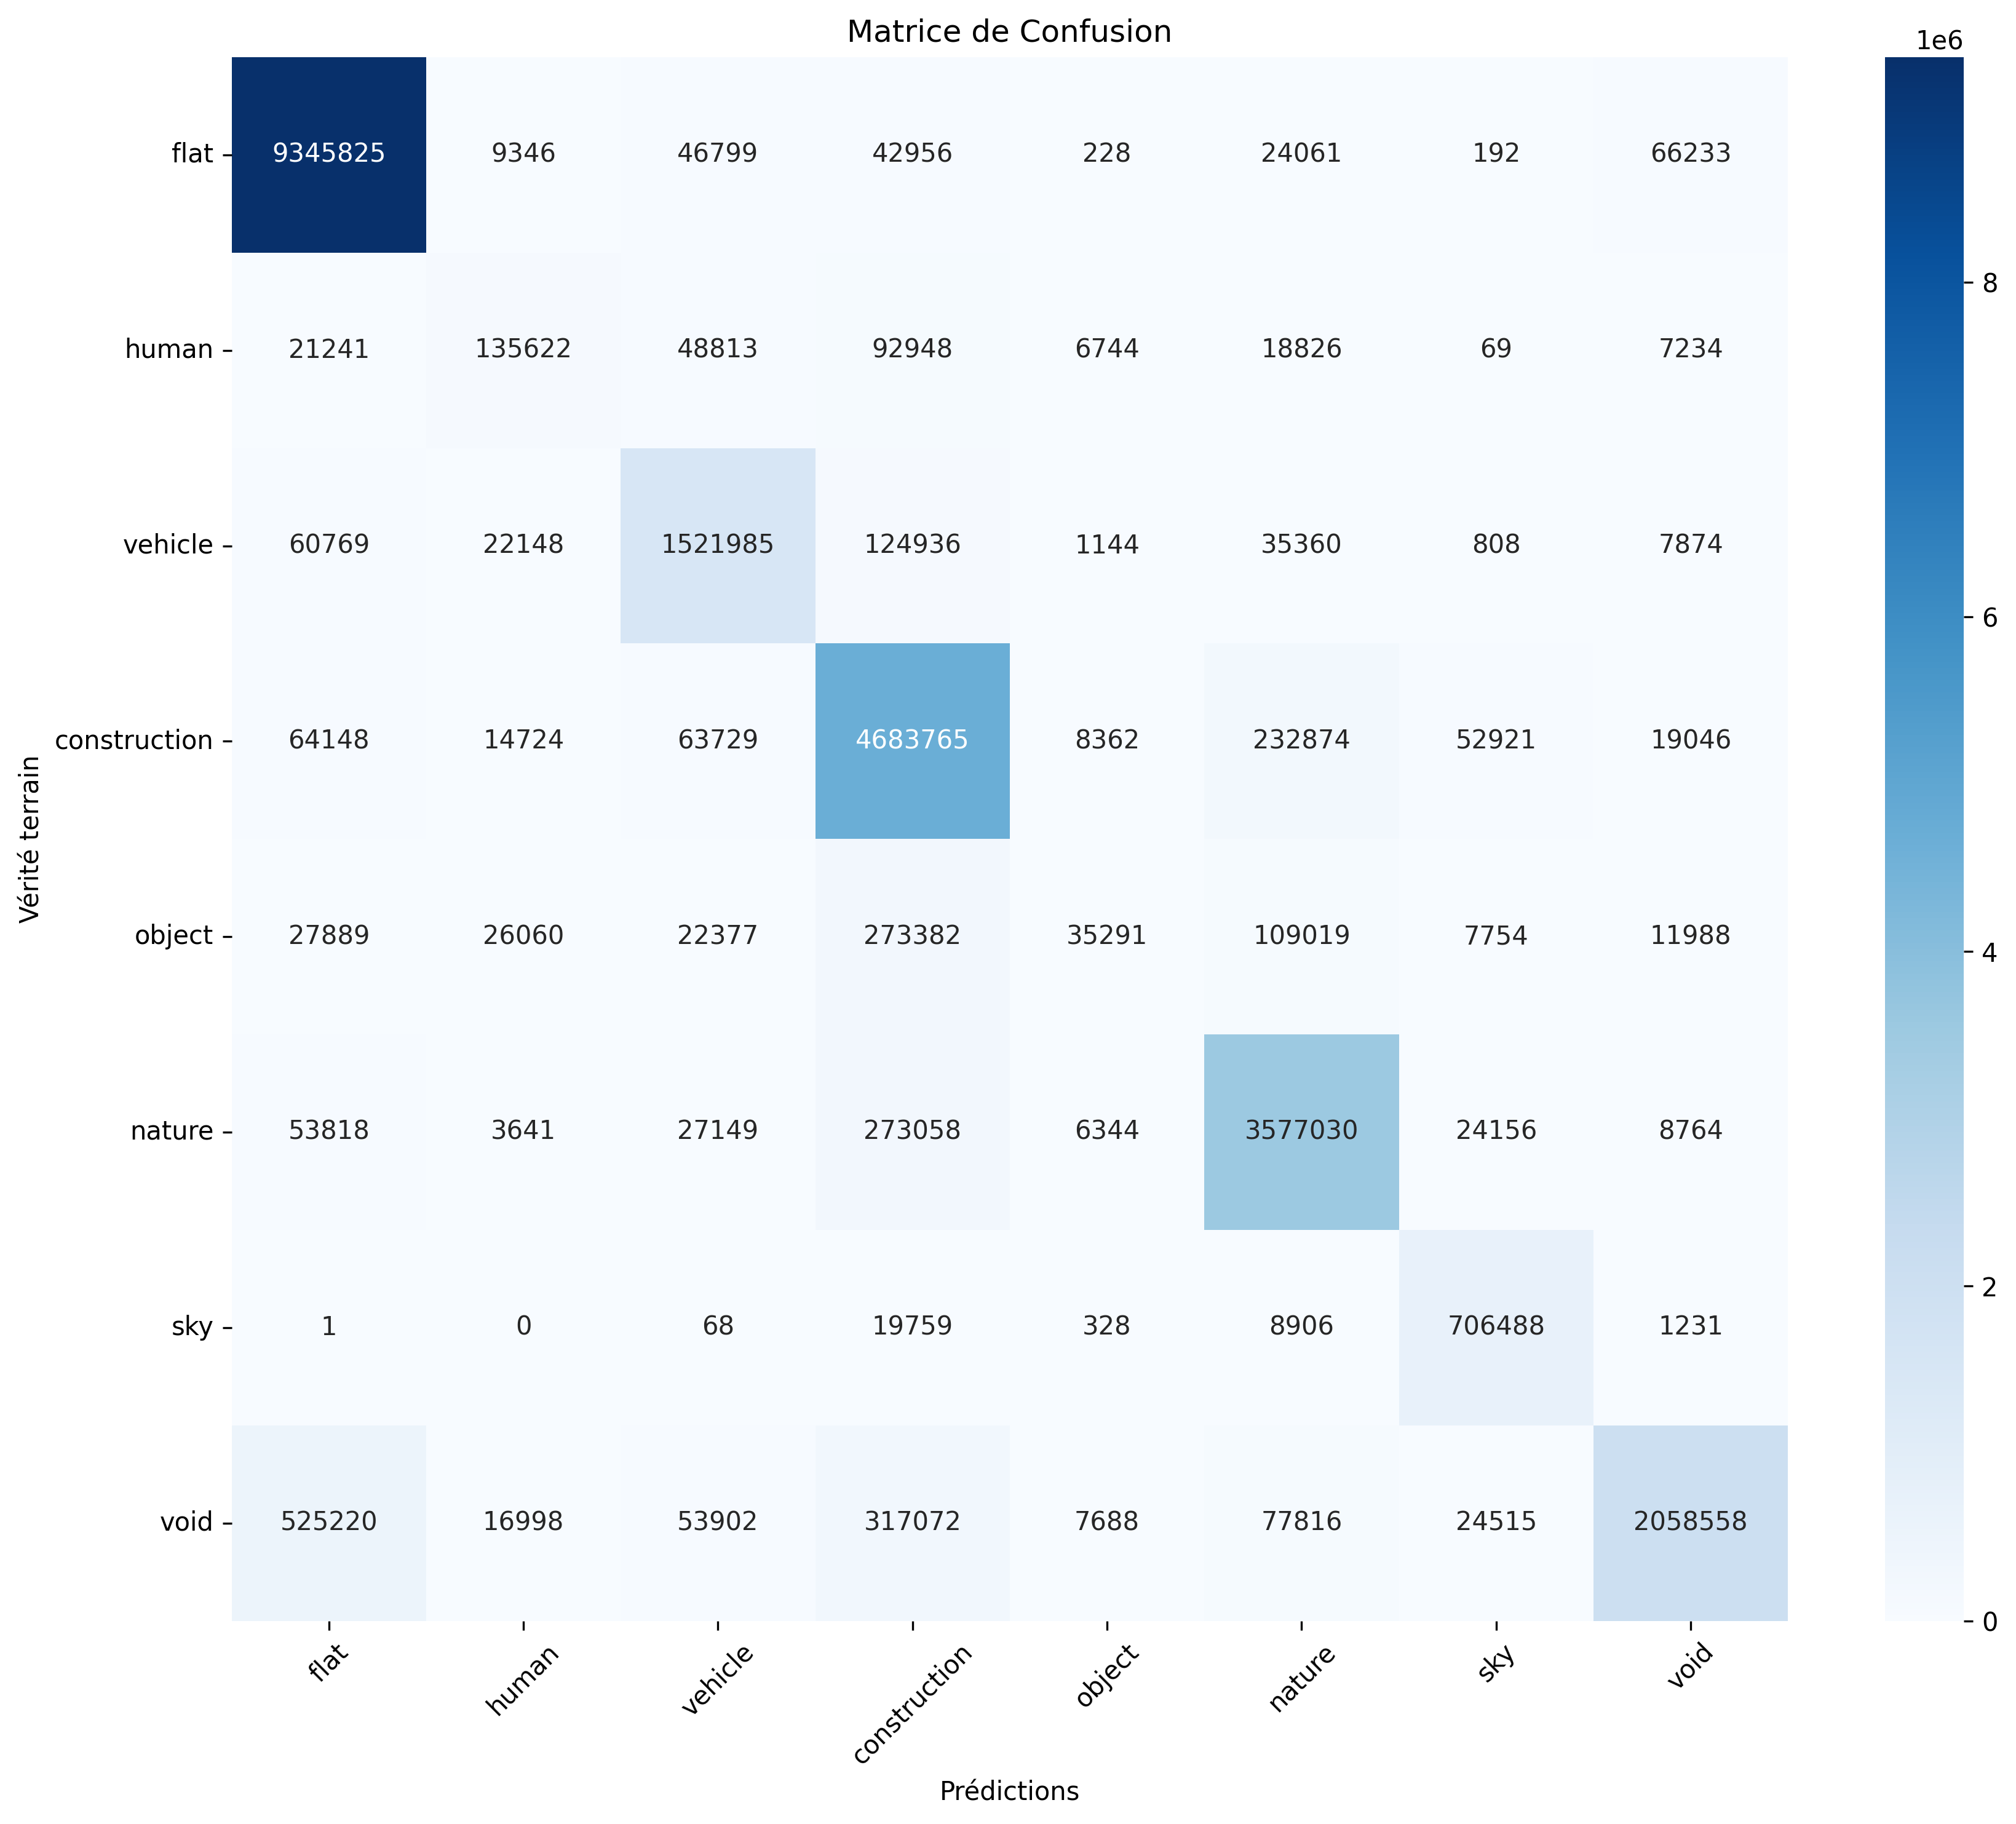 Matrice de Confusion
1e6
flat 9345825 9346 46799 42956 228 24061 192 66233
8
human 21241 135622 48813 92948 6744 18826 69 7234
vehicle 60769 22148 1521985 124936 1144 35360 808 7874
6
construction 64148 14724 63729 4683765 8362 232874 52921 19046
Vérité terrain
object 27889 26060 22377 273382 35291 109019 7754 11988
4
nature 53818 3641 27149 273058 6344 3577030 24156 8764
2
sky 1 0 68 19759 328 8906 706488 1231
void 525220 16998 53902 317072 7688 77816 24515 2058558
0
flat human vehicle construction object nature sky void
Prédictions